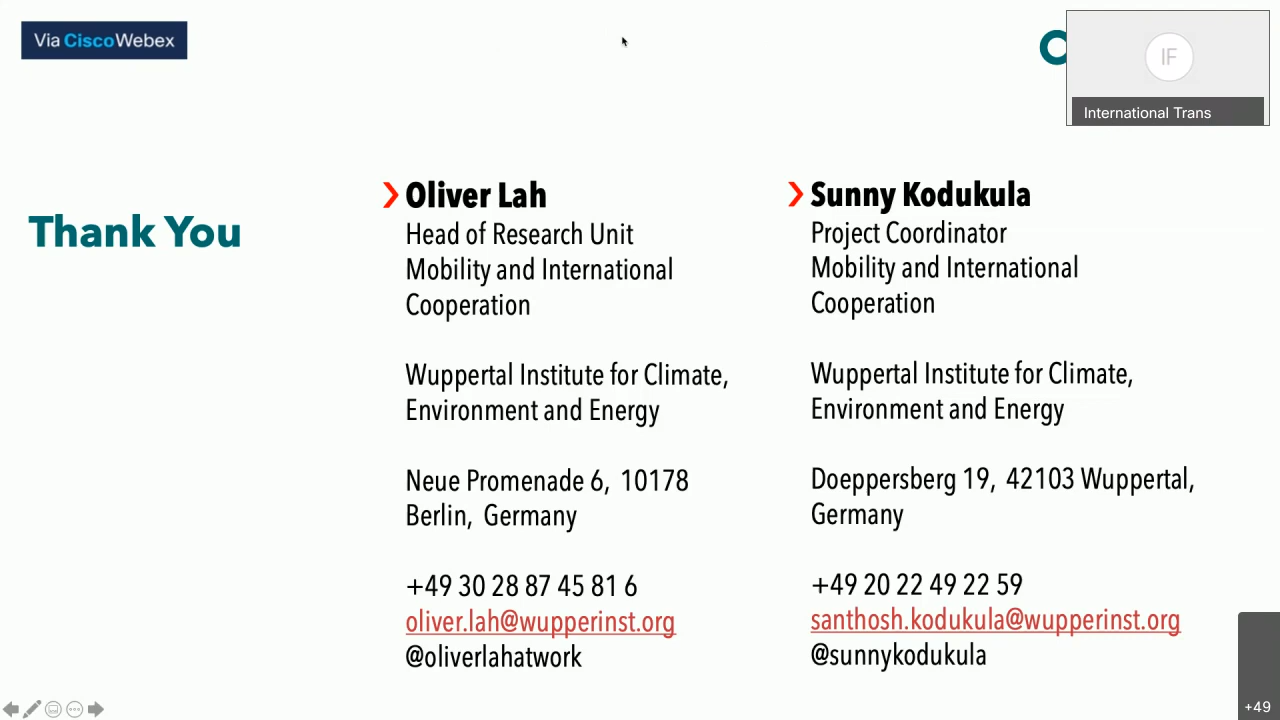 Via CiscoWebex
IF
International Trans
Thank You
Oliver Lah
Head of Research Unit
Mobility and International
Cooperation
Wuppertal Institute for Climate,
Environment and Energy
Neue Promenade 6, 10178
Berlin, Germany
+49 30 28 87 45 81 6
oliver.lah@wupperinst.org
@oliverlahatwork
Sunny Kodukula
Project Coordinator
Mobility and International
Cooperation
Wuppertal Institute for Climate,
Environment and Energy
Doeppersberg 19, 42103 Wuppertal,
Germany
+49 20 22 49 22 59
santhosh.kodukula@wupperinst.org
@sunnykodukula
+49